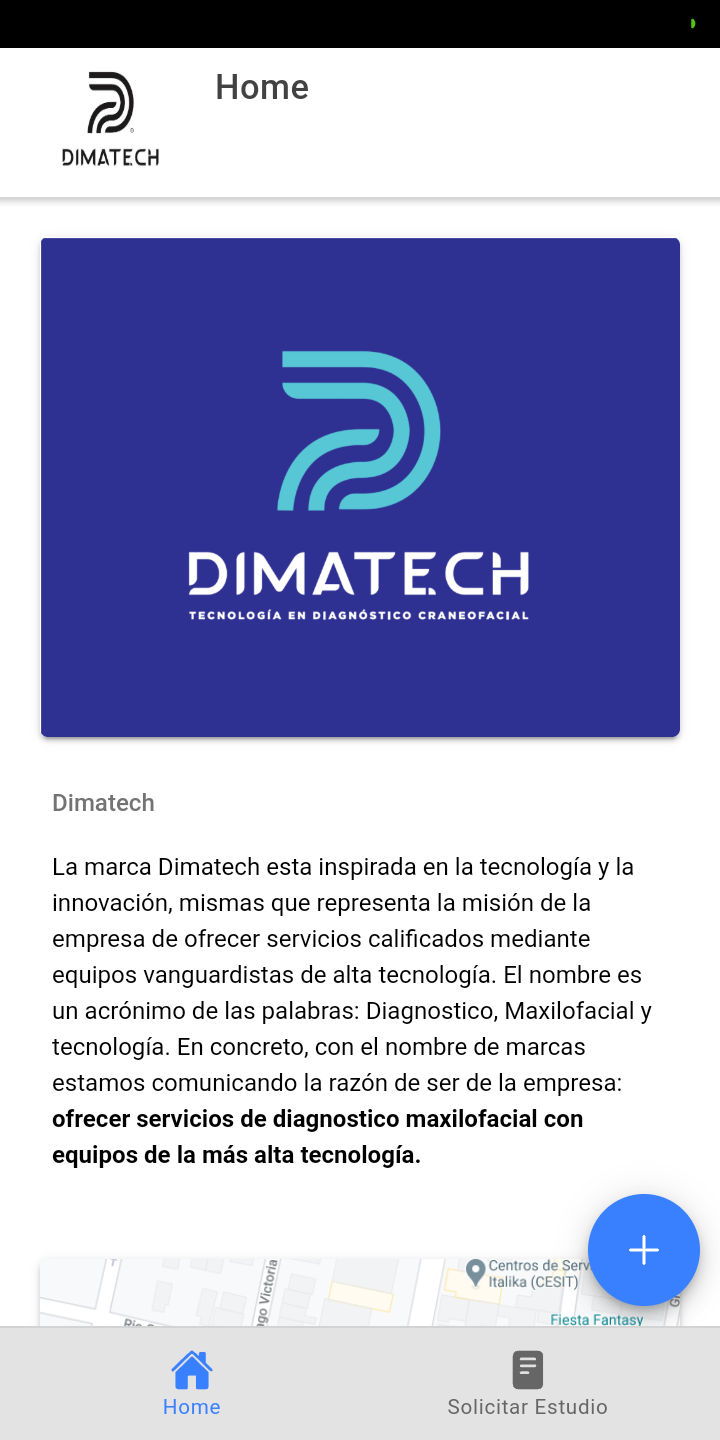 Home
DIMATECH
DIMATECH
TECNOLOGÍA EN DIAGNÓSTICO CRANEOFACIAL
Dimatech
La marca Dimatech esta inspirada en la tecnología y la
innovación, mismas que representa la misión de la
empresa de ofrecer servicios calificados mediante
equipos vanguardistas de alta tecnología. El nombre es
un acrónimo de las palabras: Diagnostico, Maxilofacial y
tecnología. En concreto, con el nombre de marcas
estamos comunicando la razón de ser de la empresa:
ofrecer servicios de diagnostico maxilofacial con
equipos de la más alta tecnología.
Centros de Serv
Italika (CESIT)
ago Victoria
Fiesta Fantasy
Home
Solicitar Estudio